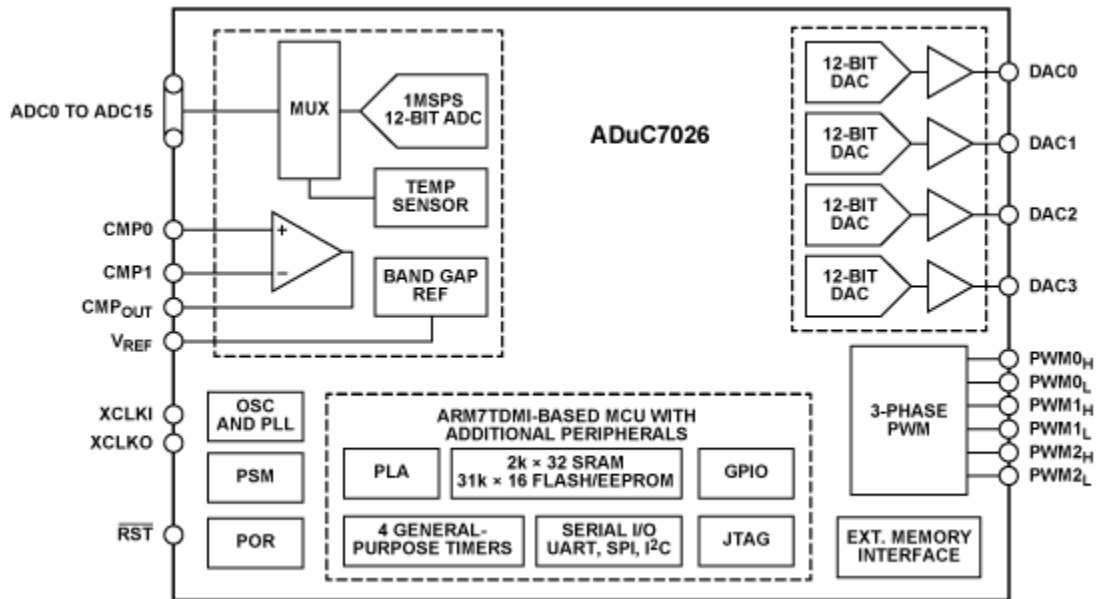 ADC0 TO ADC15
MUX
1MSPS
12-BIT ADC
TEMP
SENSOR
CMP0
+
CMP1
−
CMPOUT
BAND GAP
REF
VREF
ADuC7026
12-BIT
DAC
DAC0
12-BIT
DAC
DAC1
12-BIT
DAC
DAC2
12-BIT
DAC
DAC3
XCLKI
XCLKO
OSC
AND PLL
PSM
RST
POR
ARM7TDMI-BASED MCU WITH
ADDITIONAL PERIPHERALS
PLA
2k × 32 SRAM
31k × 16 FLASH/EEPROM
GPIO
4 GENERAL-
PURPOSE TIMERS
SERIAL I/O
UART, SPI, I²C
JTAG
3-PHASE
PWM
PWM0H
PWM0L
PWM1H
PWM1L
PWM2H
PWM2L
EXT. MEMORY
INTERFACE